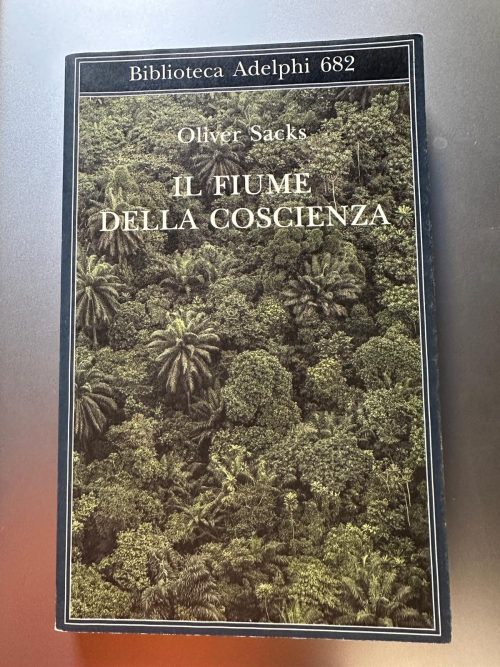 Biblioteca Adelphi 682
Oliver Sacks
IL FIUME
DELLA COSCIENZA